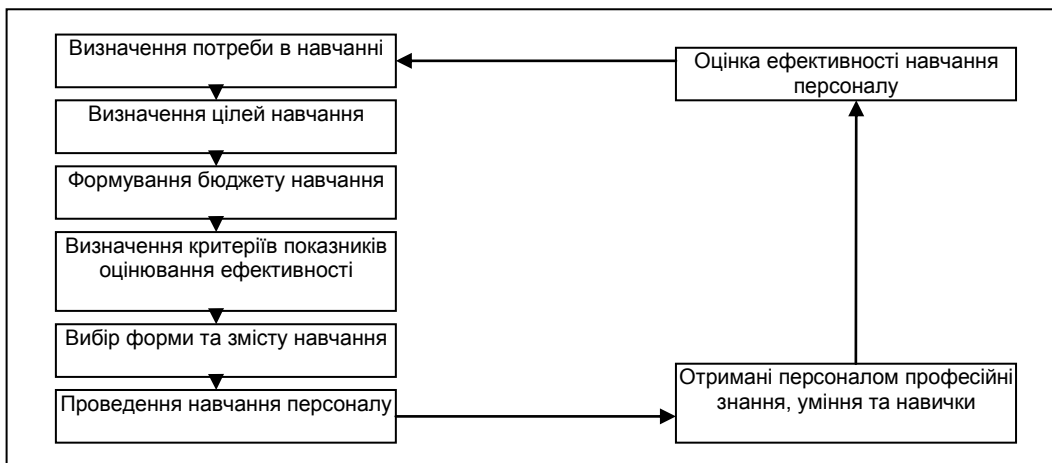 Визначення потреби в навчанні
Визначення цілей навчання
Формування бюджету навчання
Визначення критеріїв показників
оцінювання ефективності
Вибір форми та змісту навчання
Проведення навчання персоналу
Отримані персоналом професійні
знання, уміння та навички
Оцінка ефективності навчання
персоналу